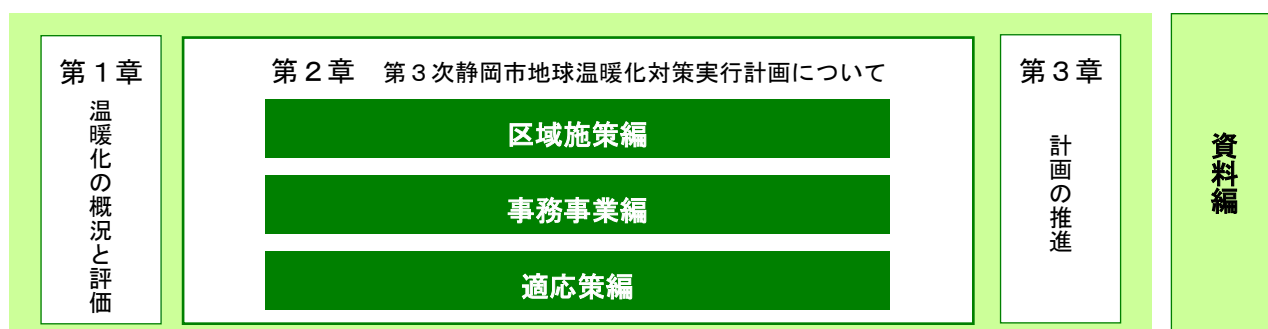 第１章
温暖化の概況と評価
第２章　第３次静岡市地球温暖化対策実行計画について
区域施策編
事務事業編
適応策編
第３章
計画の推進
資料編